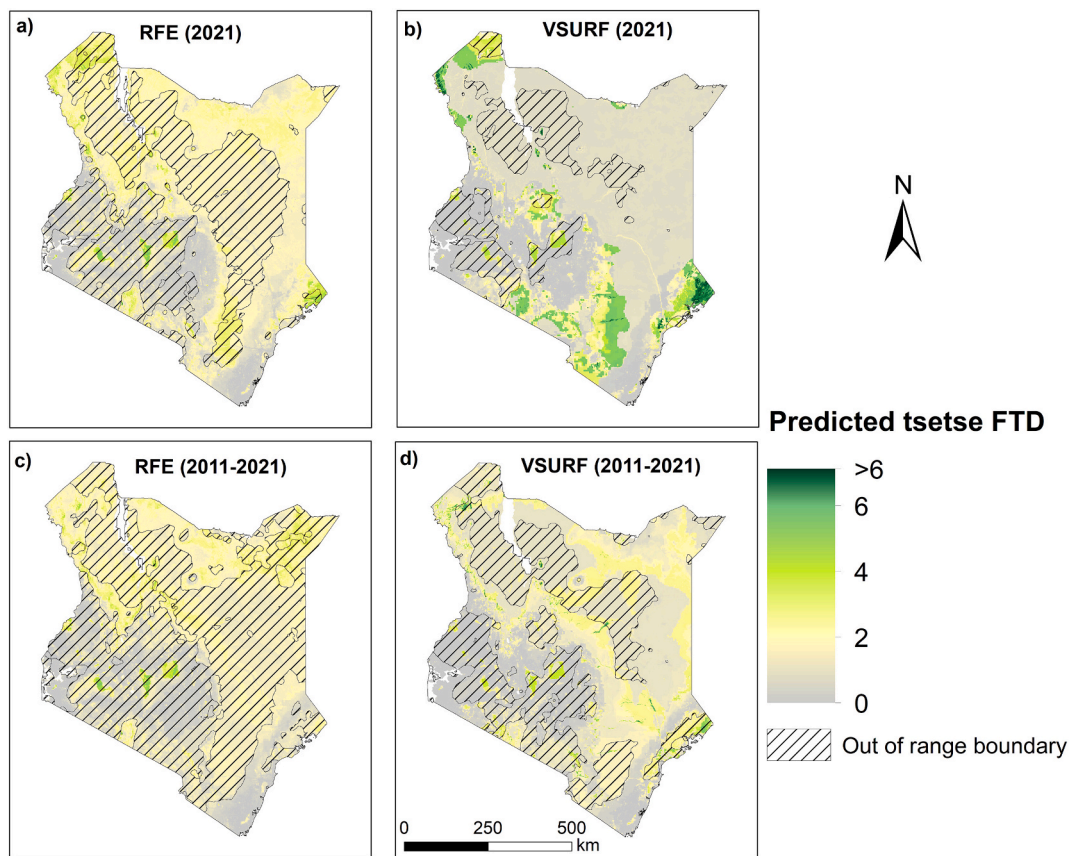 a)
RFE (2021)
b)
VSURF (2021)
N
c)
RFE (2011-2021)
d)
VSURF (2011-2021)
0 250 500
km
Predicted tsetse FTD
>6
6
4
2
0
Out of range boundary